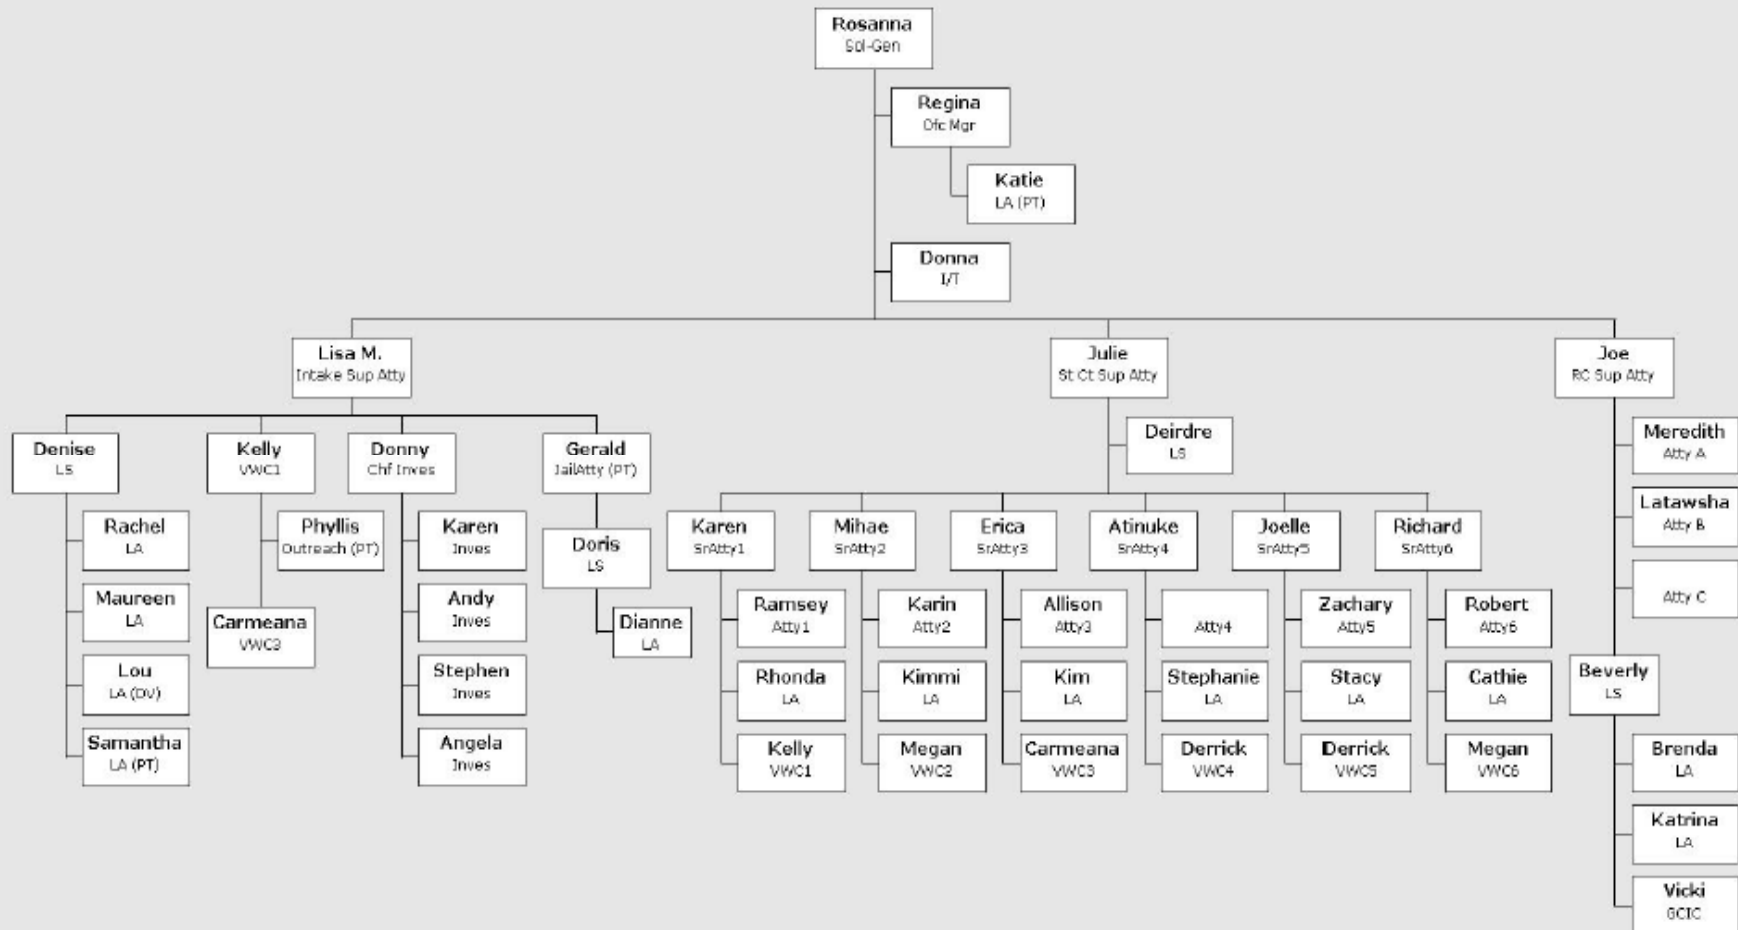 Rosanna
Sol-Gen
Regina
Ofc Mgr
Katie
LA (PT)
Donna
I/T
Lisa M.
Intake Sup Atty
Julie
St Ct Sup Atty
Joe
RC Sup Atty
Denise
LS
Kelly
VWC1
Donny
Chf Inves
Gerald
JailAtty (PT)
Deirdre
LS
Meredith
Atty A
Rachel
LA
Phyllis
Outreach (PT)
Karen
Inves
Doris
LS
Karen
SrAtty1
Mihae
SrAtty2
Erica
SrAtty3
Atinuke
SrAtty4
Joelle
SrAtty5
Richard
SrAtty6
Latawsha
Atty B
Maureen
LA
Carmeana
VWC3
Andy
Inves
Dianne
LA
Ramsey
Atty1
Karin
Atty2
Allison
Atty3
Atty4
Zachary
Atty5
Robert
Atty6
Atty C
Lou
LA (DV)
Stephen
Inves
Rhonda
LA
Kimmi
LA
Kim
LA
Stephanie
LA
Stacy
LA
Cathie
LA
Beverly
LS
Samantha
LA (PT)
Angela
Inves
Kelly
VWC1
Megan
VWC2
Carmeana
VWC3
Derrick
VWC4
Derrick
VWC5
Megan
VWC6
Brenda
LA
Katrina
LA
Vicki
GCIC